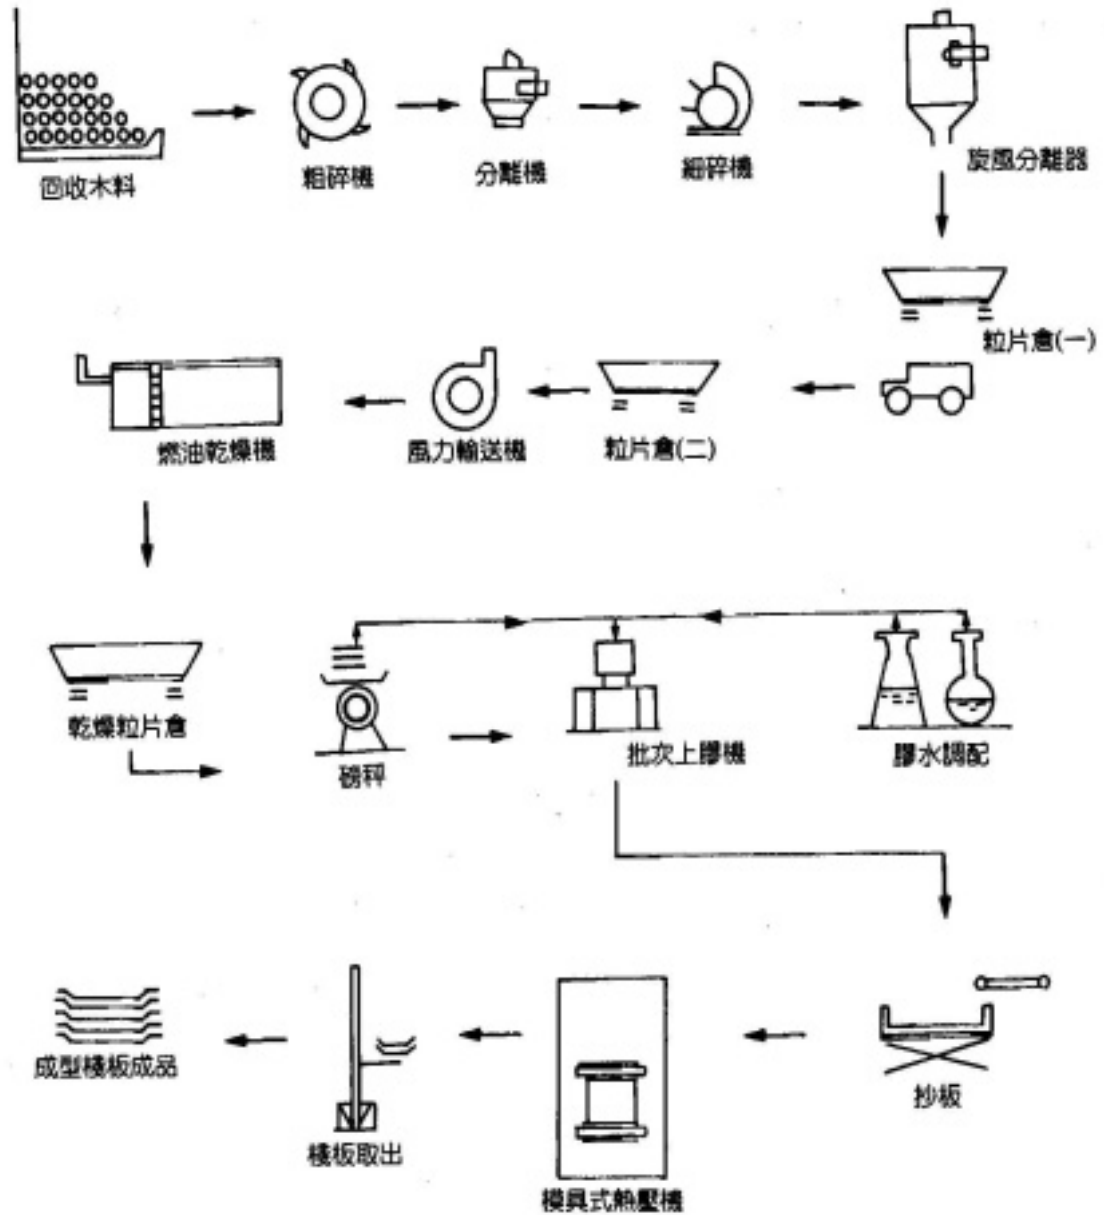 回收木料
粗碎機
分離機
細碎機
旋風分離器
粒片倉(一)
燃油乾燥機
風力輸送機
粒片倉(二)
乾燥粒片倉
磅秤
批次上膠機
膠水調配
成型棧板成品
棧板取出
模具式熱壓機
抄板